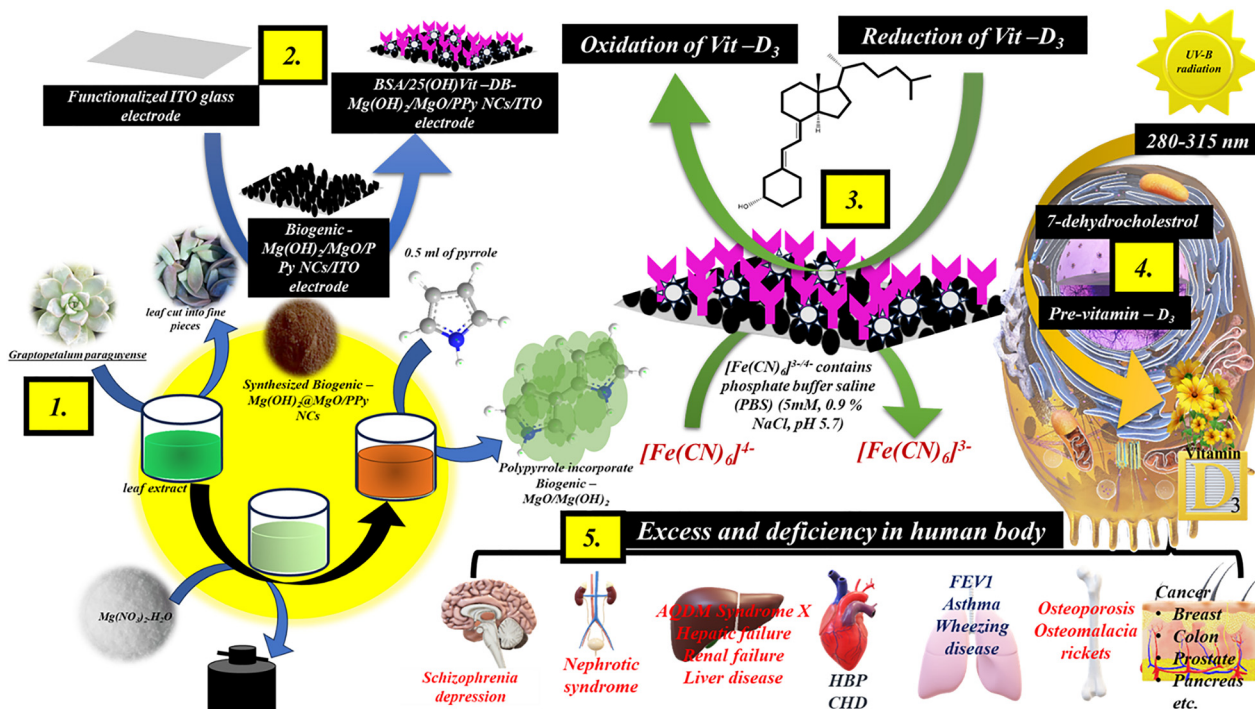 1.
Graptopetalum paraguyense
leaf cut into fine
pieces
leaf extract
Mg(NO₃)₂.H₂O
Synthesized Biogenic –
Mg(OH)₂@MgO/PPy
NCs
0.5 ml of pyrrole
Polypyrrole incorporate
Biogenic –
MgO/Mg(OH)₂
2.
Functionalized ITO glass
electrode
Biogenic -
Mg(OH)₂/MgO/P
Py NCs/ITO
electrode
BSA/25(OH)Vit –DB-
Mg(OH)₂/MgO/PPy NCs/ITO
electrode
Oxidation of Vit –D₃
Reduction of Vit –D₃
H
HO
3.
[Fe(CN)₆]³⁻/⁴⁻ contains
phosphate buffer saline
(PBS) (5mM, 0.9 %
NaCl, pH 5.7)
[Fe(CN)₆]⁴⁻
[Fe(CN)₆]³⁻
UV-B
radiation
280-315 nm
7-dehydrocholestrol
4.
Pre-vitamin – D₃
Vitamin
D
3
5.
Excess and deficiency in human body
Schizophrenia
depression
Nephrotic
syndrome
AQDM Syndrome X
Hepatic failure
Renal failure
Liver disease
HBP
CHD
FEV1
Asthma
Wheezing
disease
Osteoporosis
Osteomalacia
rickets
Cancer
• Breast
• Colon
• Prostate
• Pancreas
etc.